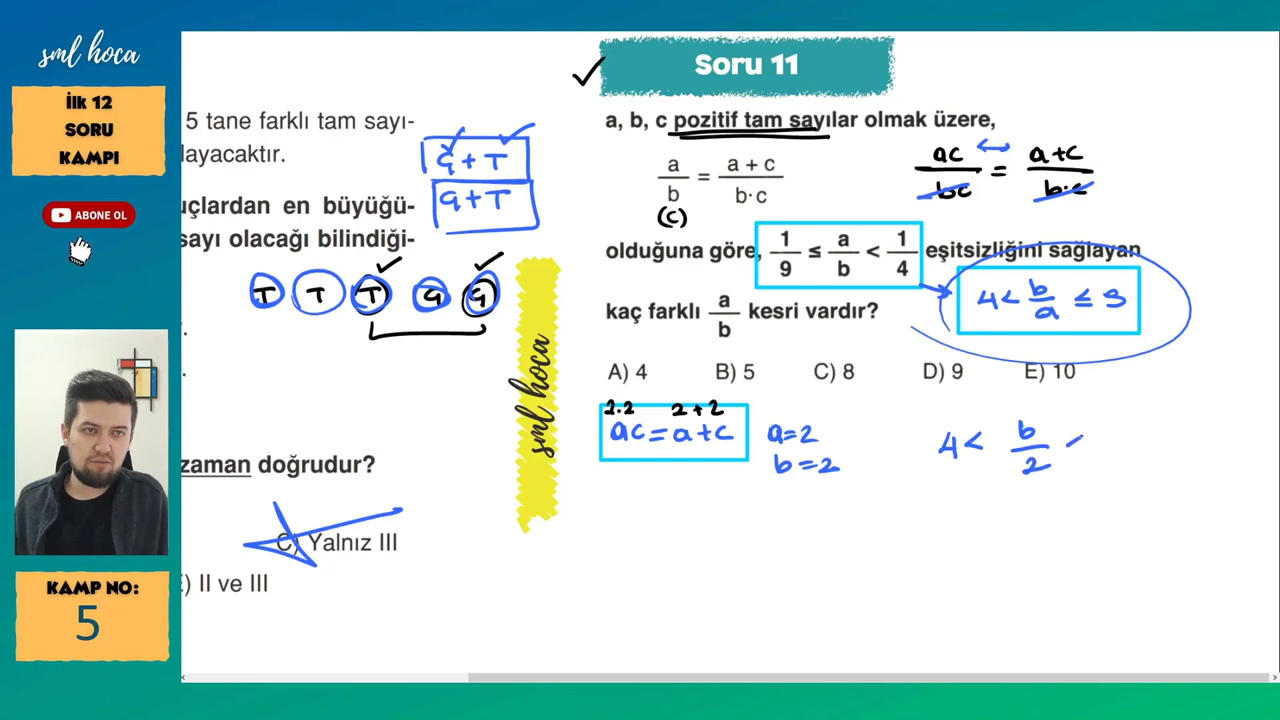 sml hoca
İlk 12
SORU
KAMPI
ABONE OL
KAMP NO:
5
5 tane farklı tam sayı-
layacaktır.
uçlardan en büyüğü-
sayı olacağı bilindiği-
Ç + T
Ç + T
T T T Ç Ç
zaman doğrudur?
C) Yalnız III
E) II ve III
sml hoca
Soru 11
a, b, c pozitif tam sayılar olmak üzere,
a/b = (a + c)/(b·c)
(c)
ac/bc = a+c/b·c
olduğuna göre, 1/9 ≤ a/b < 1/4 eşitsizliğini sağlayan
4 < b/a ≤ 9
kaç farklı a/b kesri vardır?
A) 4 B) 5 C) 8 D) 9 E) 10
2.2 2+2
ac = a+c
a=2
b=2
4 < b/2